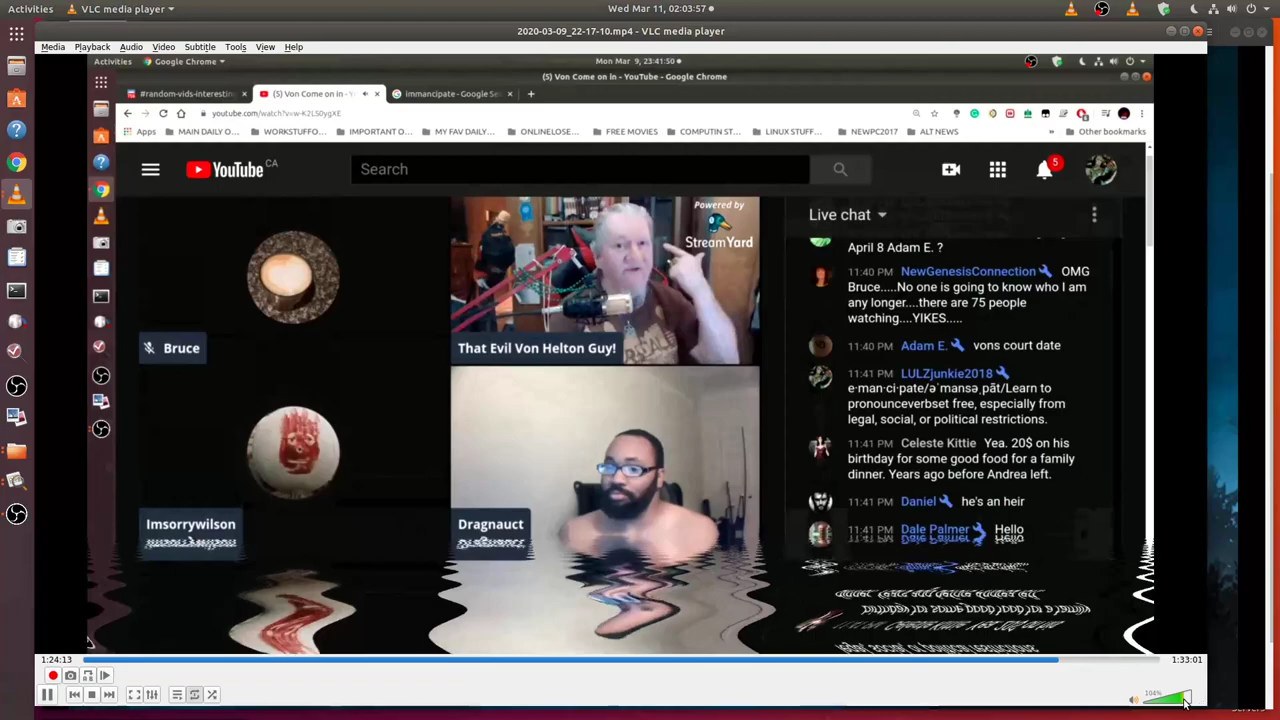 Activities VLC media player Wed Mar 11, 02:03:57
2020-03-09_22-17-10.mp4 - VLC media player
Media Playback Audio Video Subtitle Tools View Help
Activities Google Chrome Mon Mar 9, 23:41:50
(5) Von Come on in - YouTube - Google Chrome
#random-vids-interestin (5) Von Come on in - Y immancipate - Google Se
youtube.com/watch?v=w-K2LS0ygXE
Apps MAIN DAILY O... WORKSTUFFO... IMPORTANT O... MY FAV DAILY... ONLINELOSE... FREE MOVIES COMPUTIN ST... LINUX STUFF... NEWPC2017 ALT NEWS » Other bookmarks
YouTube CA
Search
5
Powered by
StreamYard
Bruce
That Evil Von Helton Guy!
Imsorrywilson
Dragnauct
Live chat
April 8 Adam E. ?
11:40 PM NewGenesisConnection OMG
Bruce.....No one is going to know who I am
any longer....there are 75 people
watching....YIKES.....
11:40 PM Adam E. vons court date
11:41 PM LULZjunkie2018
e·man·ci·pate/əˈmansəˌpāt/Learn to
pronounceverbset free, especially from
legal, social, or political restrictions.
11:41 PM Celeste Kittie Yea. 20$ on his
birthday for some good food for a family
dinner. Years ago before Andrea left.
11:41 PM Daniel he's an heir
11:41 PM Dale Palmer Hello
1:24:13
1:33:01
104%